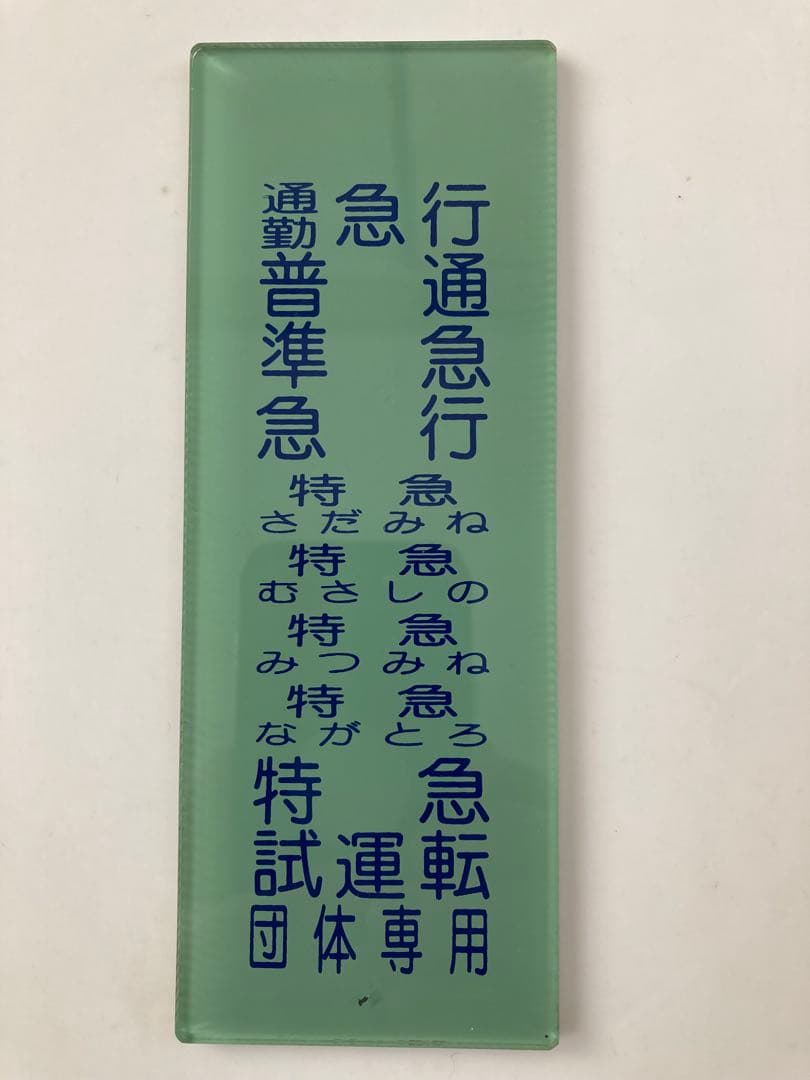 通勤急行
普通
準急
急行
特急
さだみね
特急
むさしの
特急
みつみね
特急
ながとろ
特急
試運転
団体専用